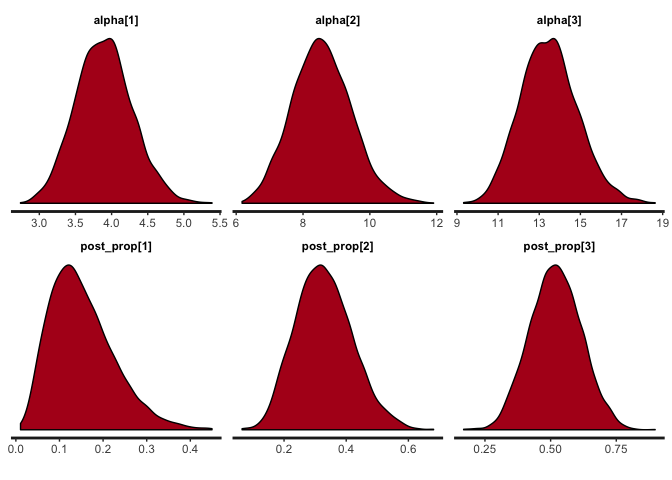 alpha[1] alpha[2] alpha[3]
3.0 3.5 4.0 4.5 5.0 5.5 6 8 10 12 9 11 13 15 17 19
post_prop[1] post_prop[2] post_prop[3]
0.0 0.1 0.2 0.3 0.4 0.2 0.4 0.6 0.25 0.50 0.75